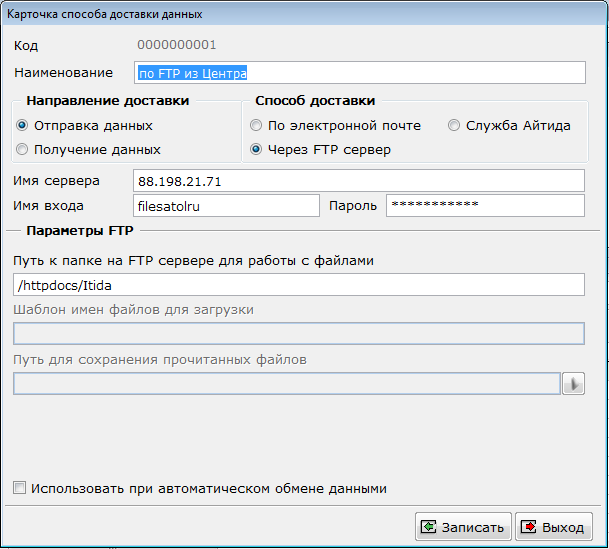 Карточка способа доставки данных
Код 0000000001
Наименование по FTP из Центра
Направление доставки Способ доставки
Отправка данных По электронной почте Служба Айтида
Получение данных Через FTP сервер
Имя сервера 88.198.21.71
Имя входа filesatolru Пароль ***********
Параметры FTP
Путь к папке на FTP сервере для работы с файлами
/httpdocs/Itida
Шаблон имен файлов для загрузки
Путь для сохранения прочитанных файлов
Использовать при автоматическом обмене данными
Записать Выход